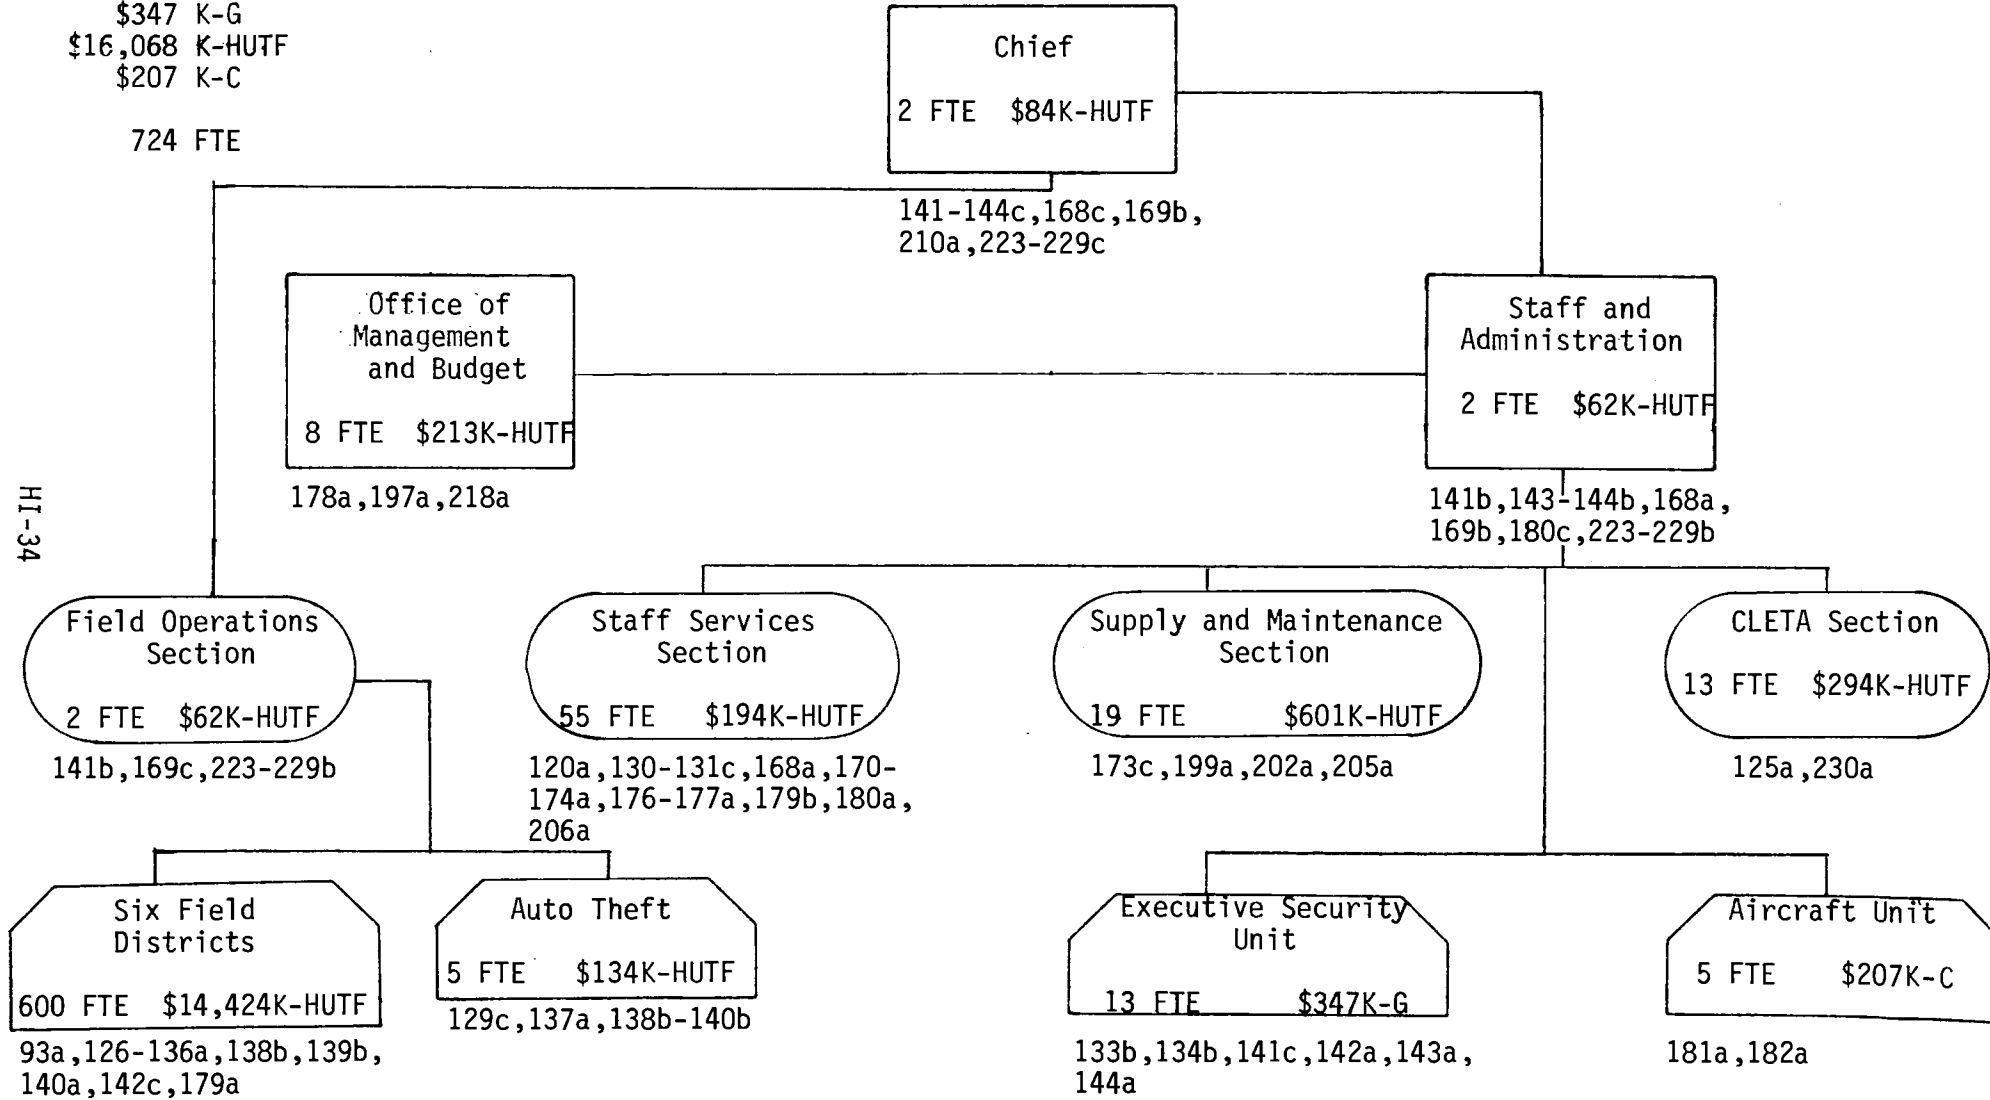 $347 K-G
$16,068 K-HUTF
$207 K-C
724 FTE
Chief
2 FTE $84K-HUTF
141-144c,168c,169b,
210a,223-229c
Office of
Management
and Budget
8 FTE $213K-HUTF
178a,197a,218a
Staff and
Administration
2 FTE $62K-HUTF
141b,143-144b,168a,
169b,180c,223-229b
HI-34
Field Operations
Section
2 FTE $62K-HUTF
141b,169c,223-229b
Staff Services
Section
55 FTE $194K-HUTF
120a,130-131c,168a,170-
174a,176-177a,179b,180a,
206a
Supply and Maintenance
Section
19 FTE $601K-HUTF
173c,199a,202a,205a
CLETA Section
13 FTE $294K-HUTF
125a,230a
Six Field
Districts
600 FTE $14,424K-HUTF
93a,126-136a,138b,139b,
140a,142c,179a
Auto Theft
5 FTE $134K-HUTF
129c,137a,138b-140b
Executive Security
Unit
13 FTE $347K-G
133b,134b,141c,142a,143a,
144a
Aircraft Unit
5 FTE $207K-C
181a,182a